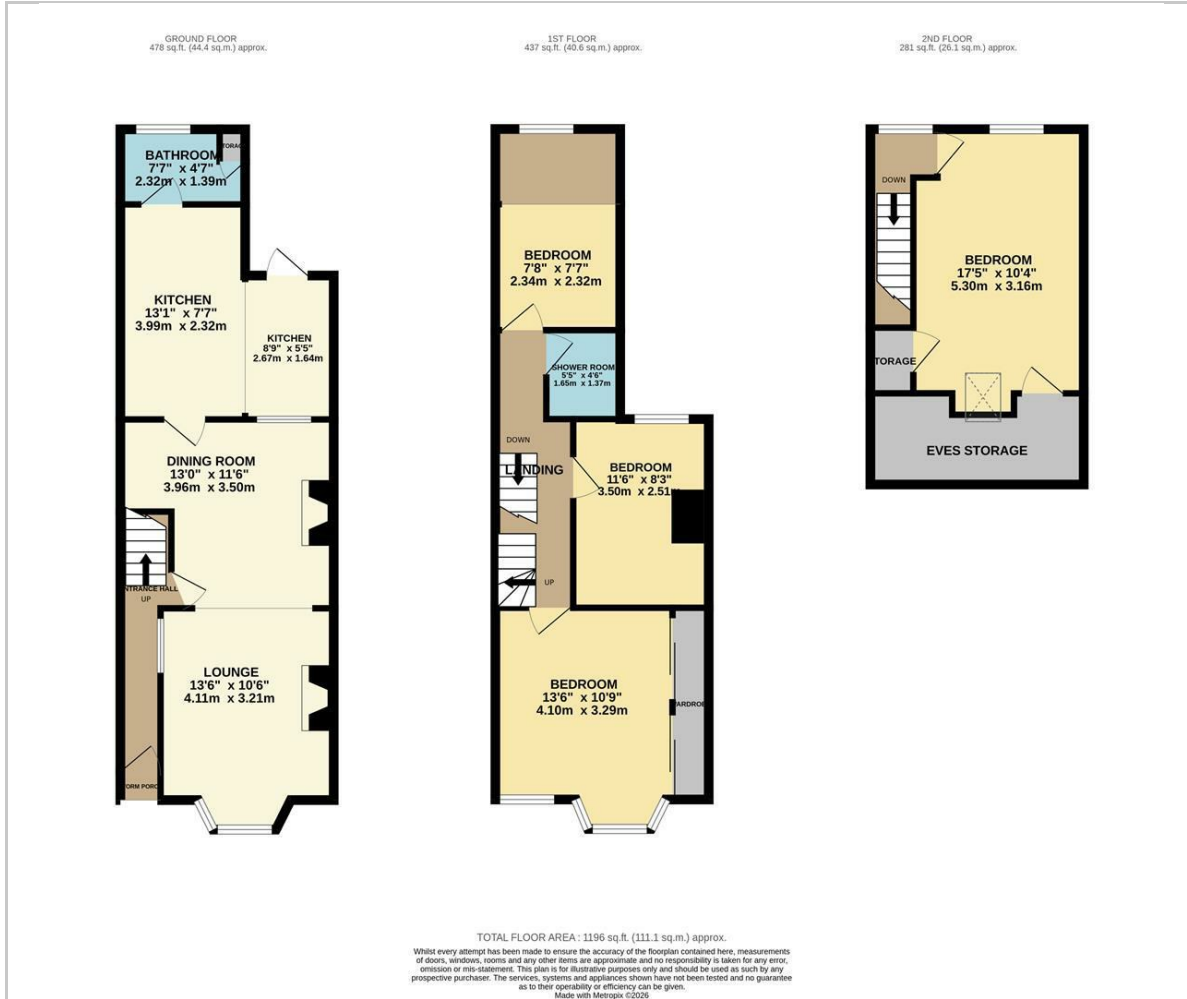 GROUND FLOOR
478 sq.ft. (44.4 sq.m.) approx.
1ST FLOOR
437 sq.ft. (40.6 sq.m.) approx.
2ND FLOOR
281 sq.ft. (26.1 sq.m.) approx.
BATHROOM
7'7" x 4'7"
2.32m x 1.39m
TORAG
KITCHEN
13'1" x 7'7"
3.99m x 2.32m
KITCHEN
8'9" x 5'5"
2.67m x 1.64m
DINING ROOM
13'0" x 11'6"
3.96m x 3.50m
NTRANCE HALL
UP
LOUNGE
13'6" x 10'6"
4.11m x 3.21m
ORM PORC
BEDROOM
7'8" x 7'7"
2.34m x 2.32m
SHOWER ROOM
5'5" x 4'6"
1.65m x 1.37m
DOWN
LANDING
BEDROOM
11'6" x 8'3"
3.50m x 2.51m
UP
BEDROOM
13'6" x 10'9"
4.10m x 3.29m
ARDROB
DOWN
BEDROOM
17'5" x 10'4"
5.30m x 3.16m
TORAGE
EVES STORAGE
TOTAL FLOOR AREA : 1196 sq.ft. (111.1 sq.m.) approx.
Whilst every attempt has been made to ensure the accuracy of the floorplan contained here, measurements
of doors, windows, rooms and any other items are approximate and no responsibility is taken for any error,
omission or mis-statement. This plan is for illustrative purposes only and should be used as such by any
prospective purchaser. The services, systems and appliances shown have not been tested and no guarantee
as to their operability or efficiency can be given.
Made with Metropix ©2026